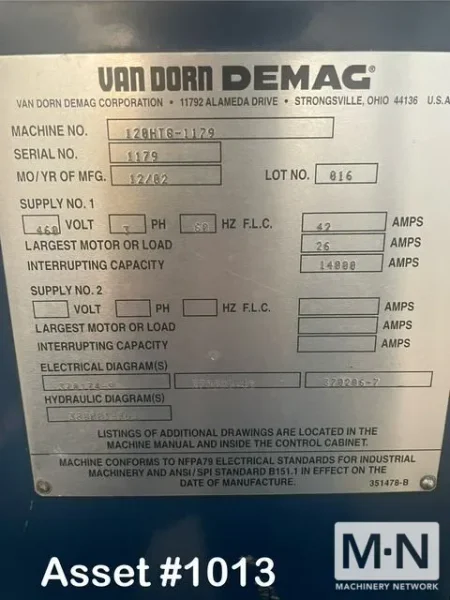 VAN DORN DEMAG®
VAN DORN DEMAG CORPORATION • 11792 ALAMEDA DRIVE • STRONGSVILLE, OHIO 44136 U.S.A
MACHINE NO. 120HT8-1179
SERIAL NO. 1179
MO/YR OF MFG. 12/02 LOT NO. 016
SUPPLY NO. 1
460 VOLT 3 PH 60 HZ F.L.C. 42 AMPS
LARGEST MOTOR OR LOAD 26 AMPS
INTERRUPTING CAPACITY 14000 AMPS
SUPPLY NO. 2
VOLT PH HZ F.L.C. AMPS
LARGEST MOTOR OR LOAD AMPS
INTERRUPTING CAPACITY AMPS
ELECTRICAL DIAGRAM(S) 370206-7
HYDRAULIC DIAGRAM(S)
LISTINGS OF ADDITIONAL DRAWINGS ARE LOCATED IN THE
MACHINE MANUAL AND INSIDE THE CONTROL CABINET.
MACHINE CONFORMS TO NFPA79 ELECTRICAL STANDARDS FOR INDUSTRIAL
MACHINERY AND ANSI/SPI STANDARD B151.1 IN EFFECT ON THE
DATE OF MANUFACTURE.
351478-B
Asset #1013
M·N
MACHINERY NETWORK